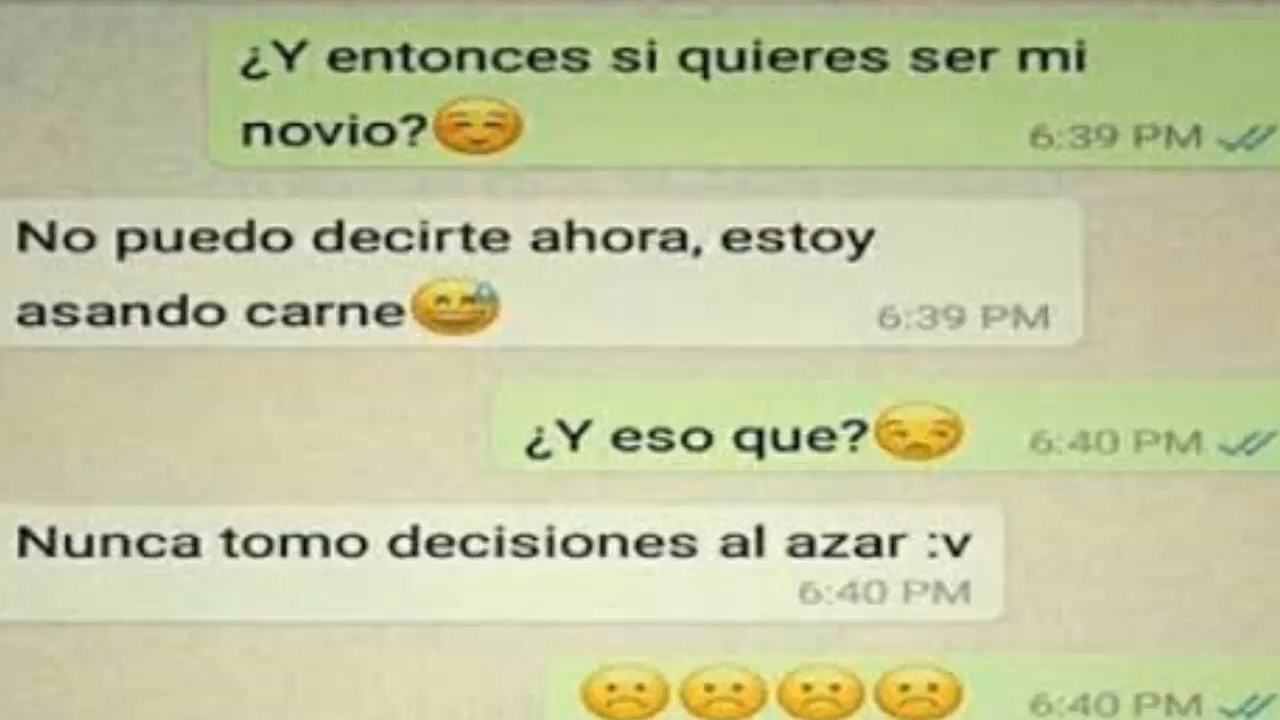 ¿Y entonces si quieres ser mi
novio?☺️
6:39 PM
No puedo decirte ahora, estoy
asando carne😅
6:39 PM
¿Y eso que?😒
6:40 PM
Nunca tomo decisiones al azar :v
6:40 PM
🙁🙁🙁🙁
6:40 PM